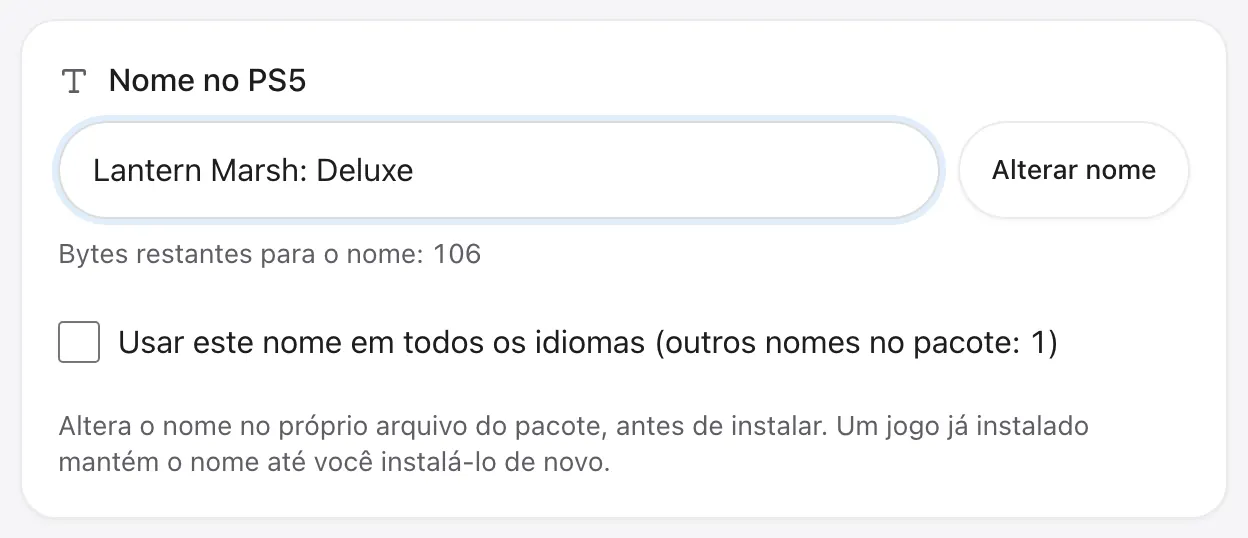 Nome no PS5
Lantern Marsh: Deluxe
Alterar nome
Bytes restantes para o nome: 106
Usar este nome em todos os idiomas (outros nomes no pacote: 1)
Altera o nome no próprio arquivo do pacote, antes de instalar. Um jogo já instalado
mantém o nome até você instalá-lo de novo.